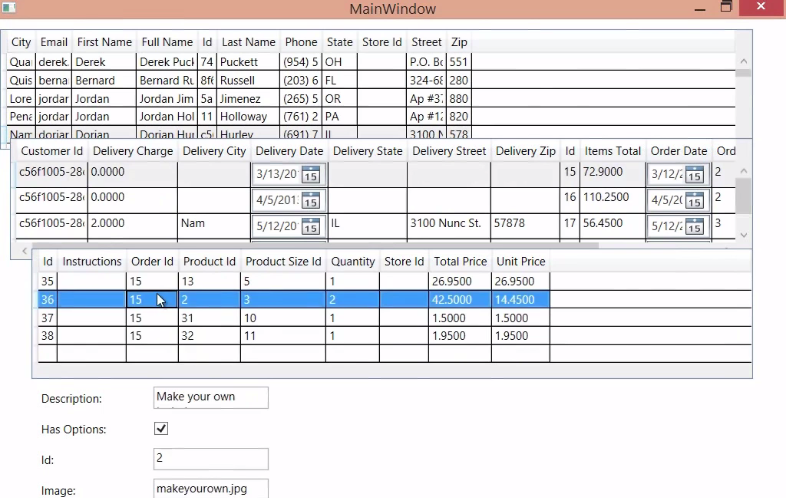 MainWindow
City Email First Name Full Name Id Last Name Phone State Store Id Street Zip
Qua derek. Derek Derek Puck 74 Puckett (954) 5 OH P.O. Bo 551
Quis berna Bernard Bernard Ru 8f6 Russell (203) 6 FL 324-68 280
Lore jordar Jordan Jordan Jim 5a Jimenez (265) 5 OR Ap #37 880
Pena jordar Jordan Jordan Hol 11 Holloway (761) 2 PA Ap #12 820
Nam dorian Dorian Dorian Hur c5 Hurley (691) 7 IL 3100 N 578
Customer Id Delivery Charge Delivery City Delivery Date Delivery State Delivery Street Delivery Zip Id Items Total Order Date Ord
c56f1005-28 0.0000 3/13/20 15 15 72.9000 3/12/2 15 2
c56f1005-28 0.0000 4/5/201 15 16 110.2500 4/5/20 15 2
c56f1005-28 2.0000 Nam 5/12/20 15 IL 3100 Nunc St. 57878 17 56.4500 5/12/2 15 3
Id Instructions Order Id Product Id Product Size Id Quantity Store Id Total Price Unit Price
35 15 13 5 1 26.9500 26.9500
36 15 2 3 2 42.5000 14.4500
37 15 31 10 1 1.5000 1.5000
38 15 32 11 1 1.9500 1.9500
Description: Make your own
Has Options:
Id: 2
Image: makeyourown.jpg